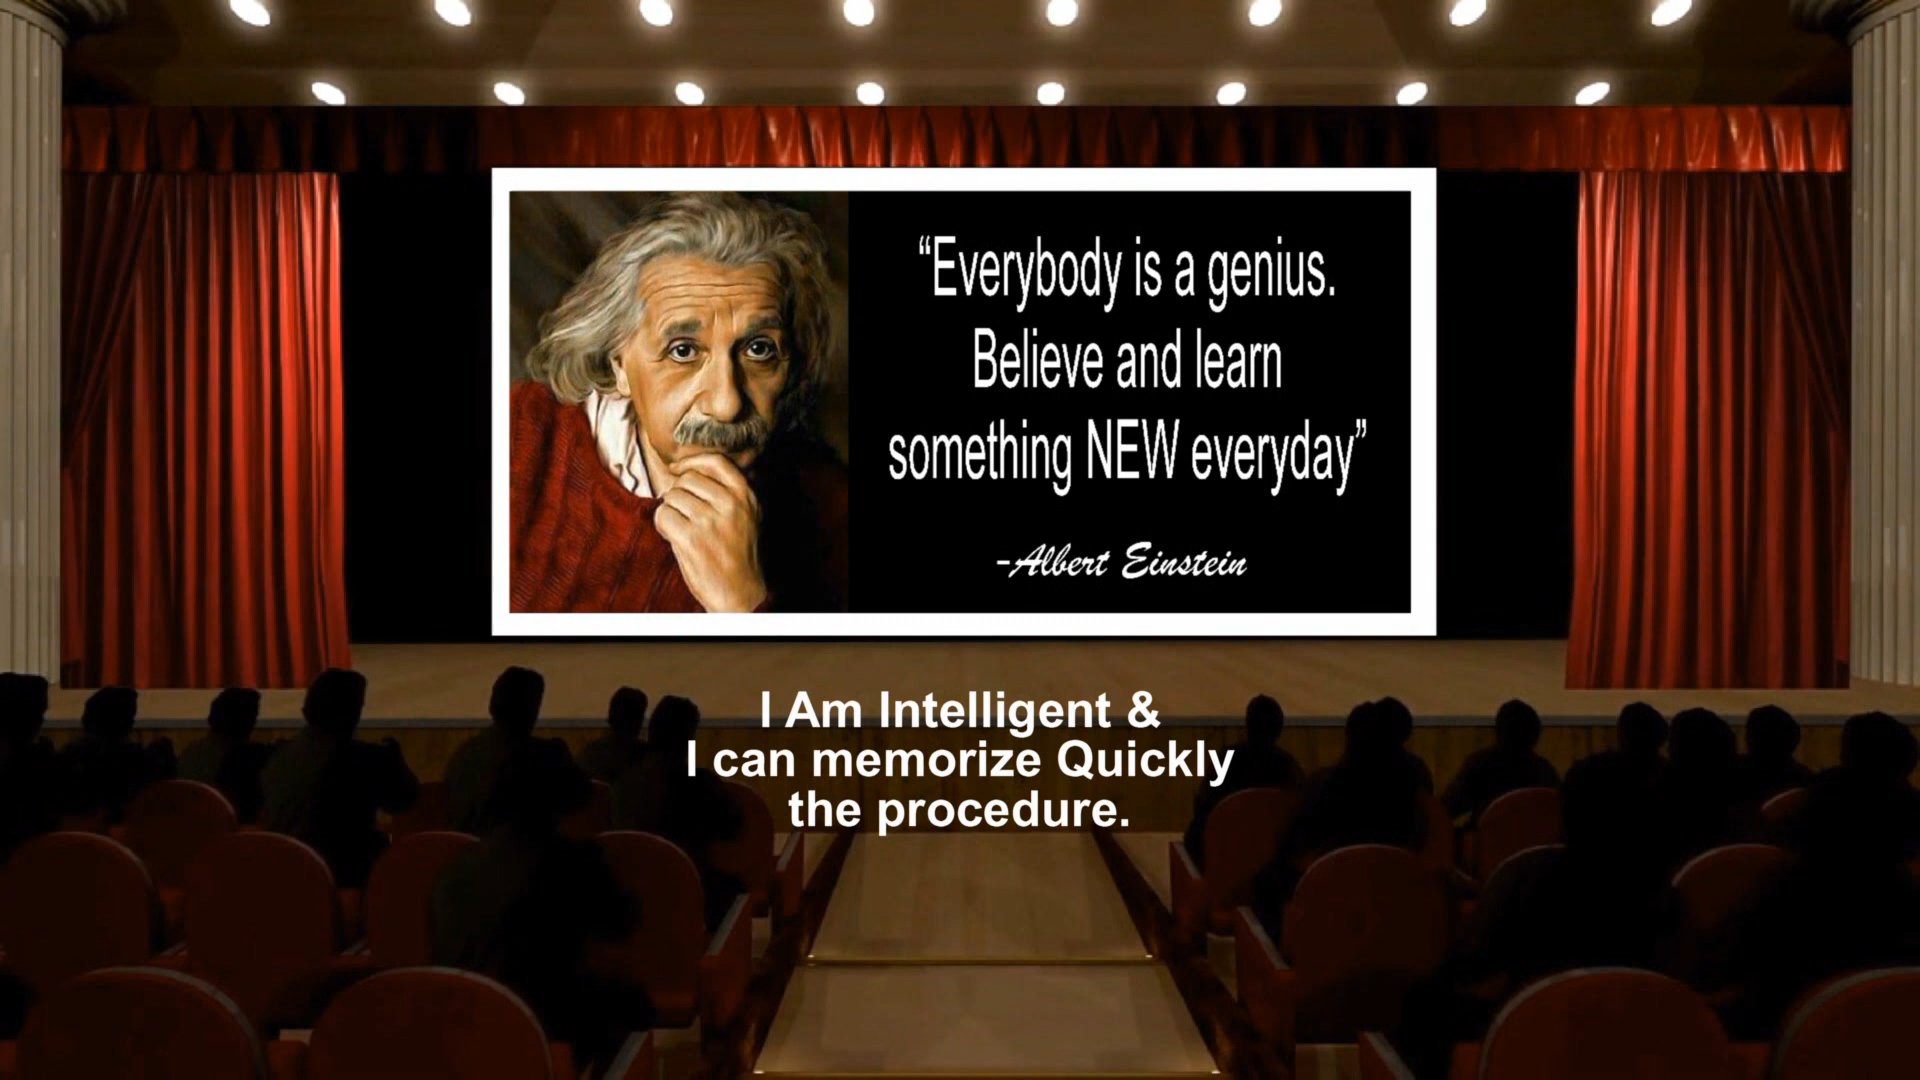 “Everybody is a genius.
Believe and learn
something NEW everyday”
-Albert Einstein
I Am Intelligent &
I can memorize Quickly
the procedure.